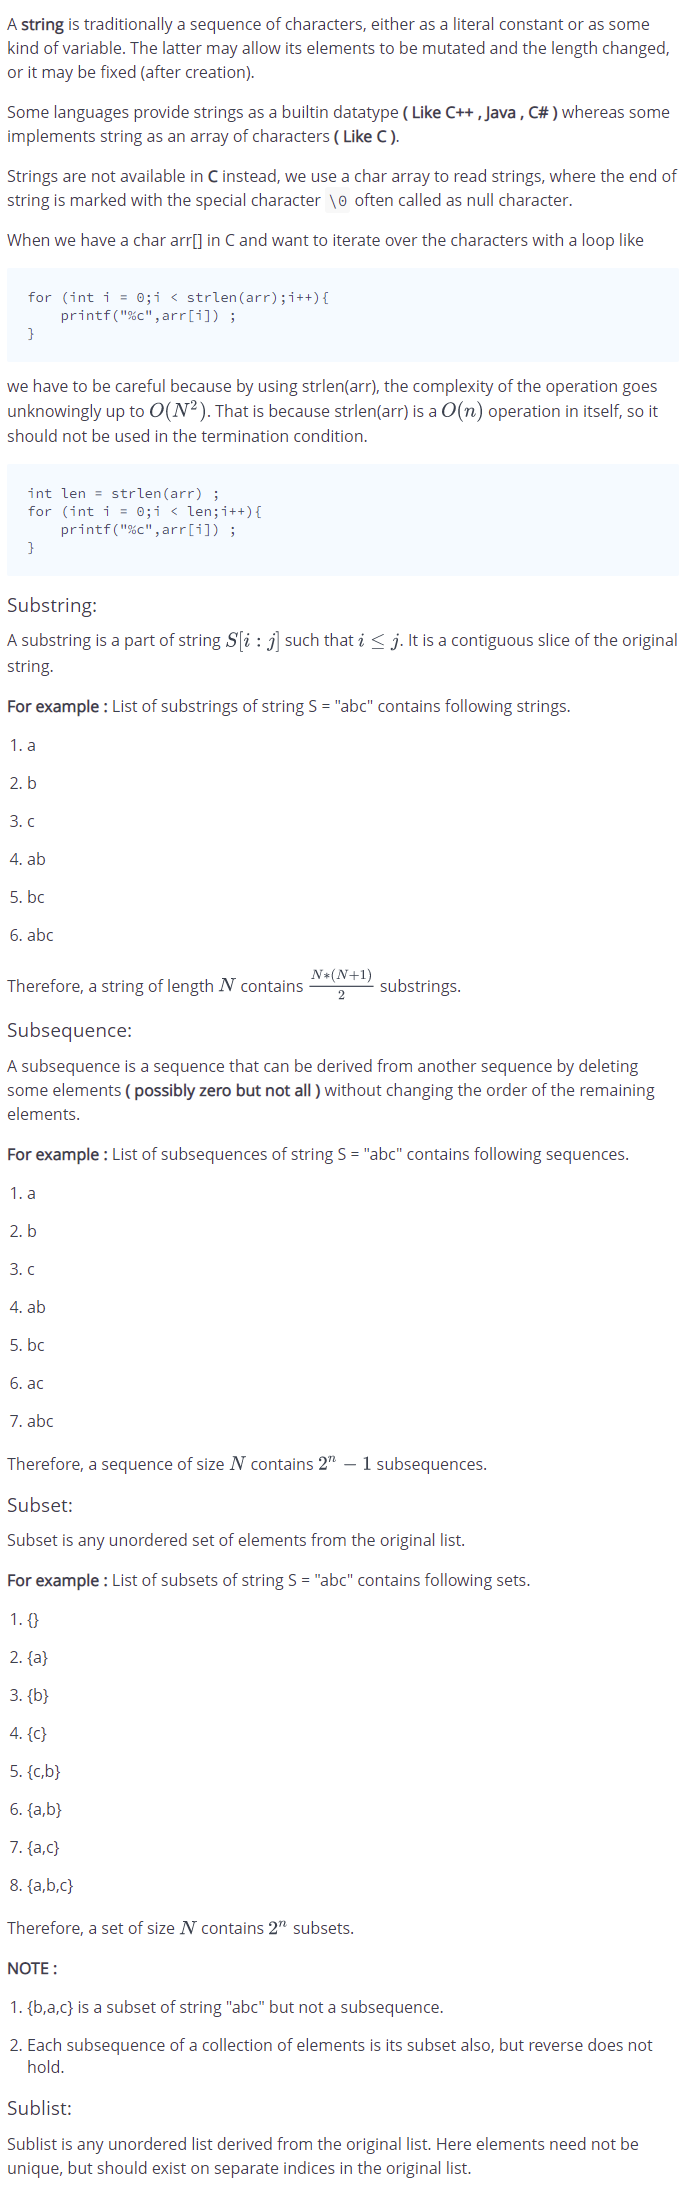 A string is traditionally a sequence of characters, either as a literal constant or as some
kind of variable. The latter may allow its elements to be mutated and the length changed,
or it may be fixed (after creation).
Some languages provide strings as a builtin datatype ( Like C++ , Java , C# ) whereas some
implements string as an array of characters ( Like C ).
Strings are not available in C instead, we use a char array to read strings, where the end of
string is marked with the special character \0 often called as null character.
When we have a char arr[] in C and want to iterate over the characters with a loop like
for (int i = 0;i < strlen(arr);i++){
    printf("%c",arr[i]) ;
}
we have to be careful because by using strlen(arr), the complexity of the operation goes
unknowingly up to O(N²). That is because strlen(arr) is a O(n) operation in itself, so it
should not be used in the termination condition.
int len = strlen(arr) ;
for (int i = 0;i < len;i++){
    printf("%c",arr[i]) ;
}
Substring:
A substring is a part of string S[i : j] such that i ≤ j. It is a contiguous slice of the original
string.
For example : List of substrings of string S = "abc" contains following strings.
1. a
2. b
3. c
4. ab
5. bc
6. abc
Therefore, a string of length N contains N*(N+1)/2 substrings.
Subsequence:
A subsequence is a sequence that can be derived from another sequence by deleting
some elements ( possibly zero but not all ) without changing the order of the remaining
elements.
For example : List of subsequences of string S = "abc" contains following sequences.
1. a
2. b
3. c
4. ab
5. bc
6. ac
7. abc
Therefore, a sequence of size N contains 2ⁿ − 1 subsequences.
Subset:
Subset is any unordered set of elements from the original list.
For example : List of subsets of string S = "abc" contains following sets.
1. {}
2. {a}
3. {b}
4. {c}
5. {c,b}
6. {a,b}
7. {a,c}
8. {a,b,c}
Therefore, a set of size N contains 2ⁿ subsets.
NOTE :
1. {b,a,c} is a subset of string "abc" but not a subsequence.
2. Each subsequence of a collection of elements is its subset also, but reverse does not
hold.
Sublist:
Sublist is any unordered list derived from the original list. Here elements need not be
unique, but should exist on separate indices in the original list.